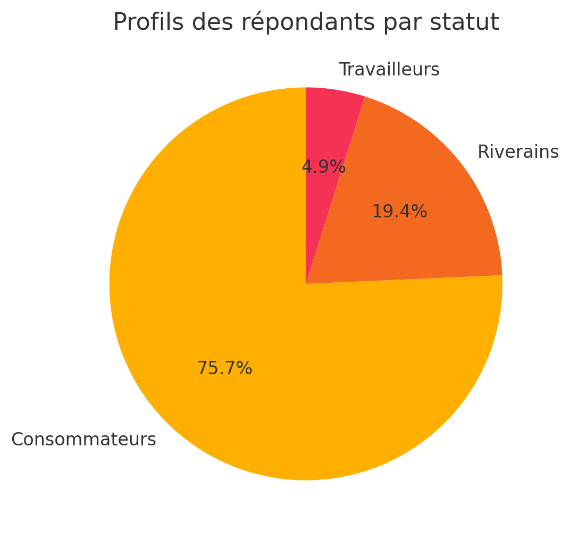 Profils des répondants par statut
Travailleurs
Riverains
4.9%
19.4%
75.7%
Consommateurs